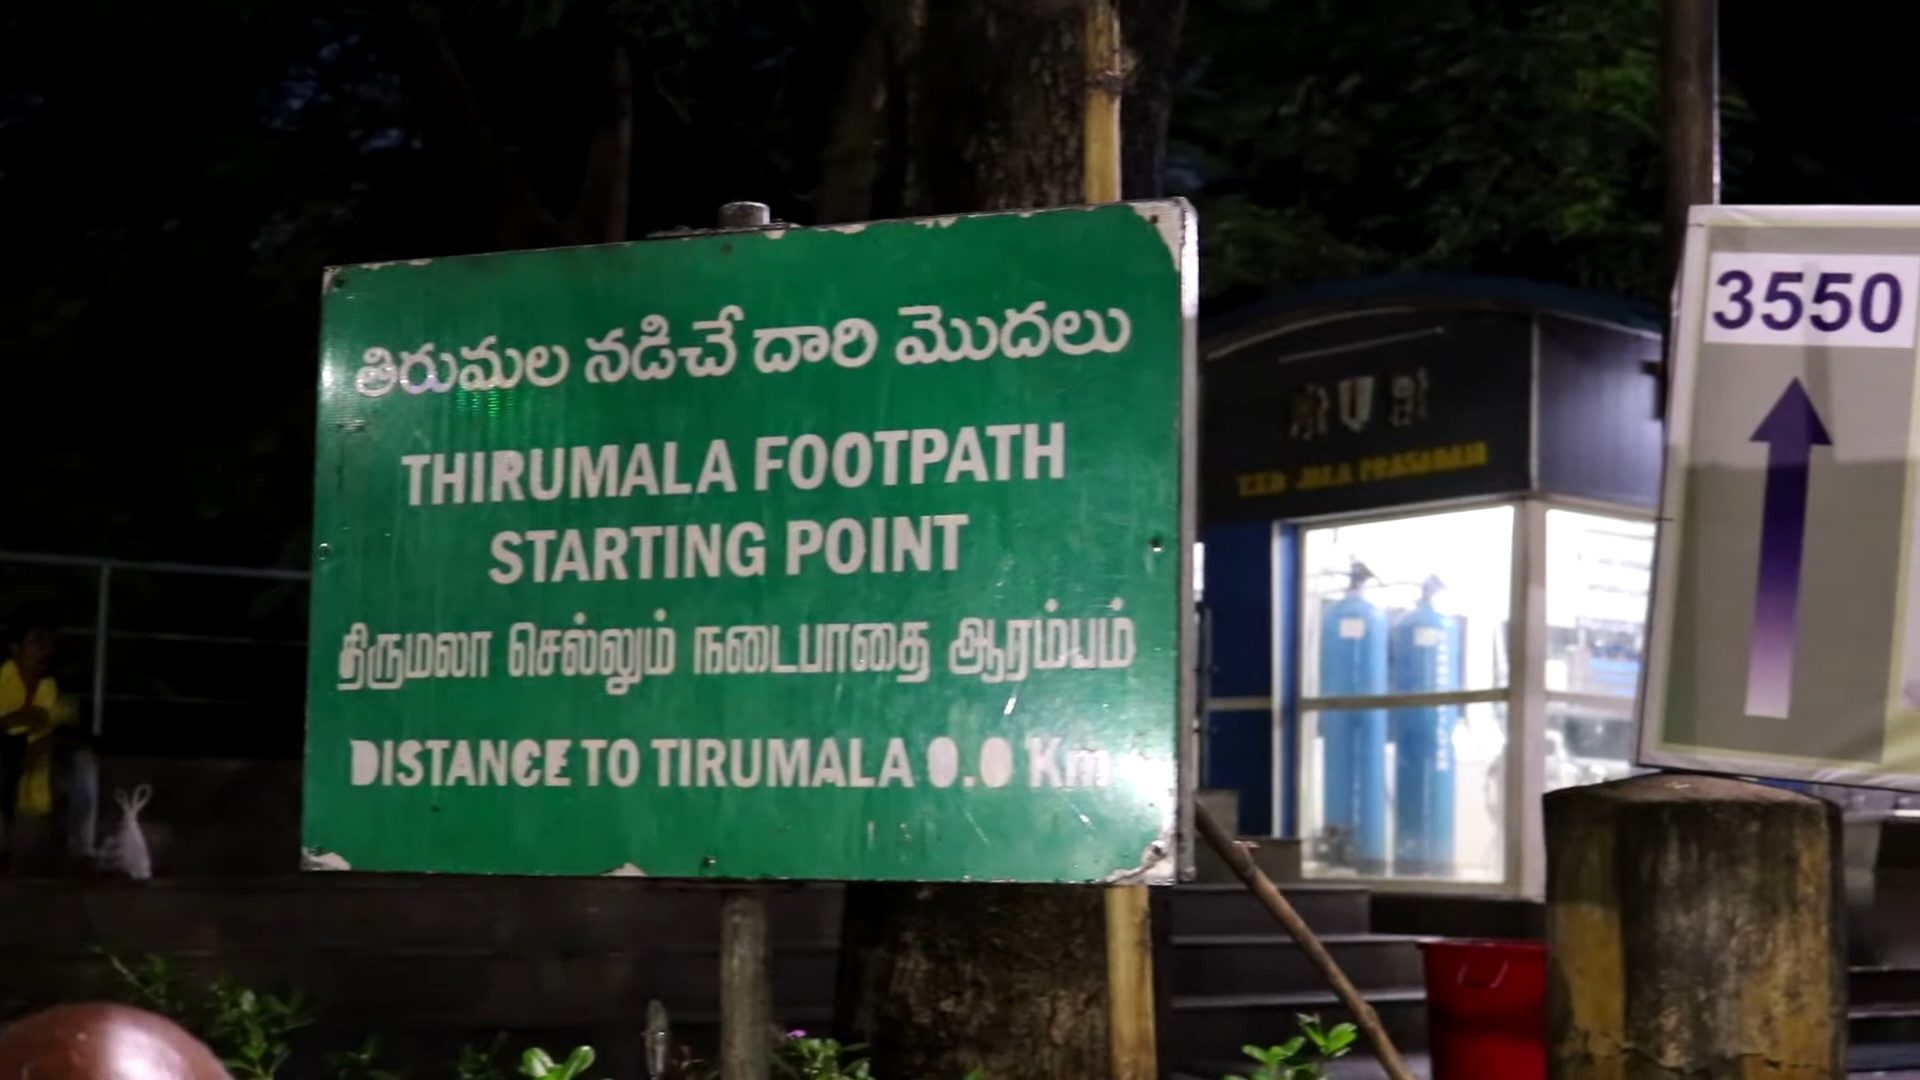 తిరుమల నడిచే దారి మొదలు
THIRUMALA FOOTPATH
STARTING POINT
திருமலா செல்லும் நடைபாதை ஆரம்பம்
DISTANCE TO TIRUMALA 0.0 Km
JALA PRASADAM
3550